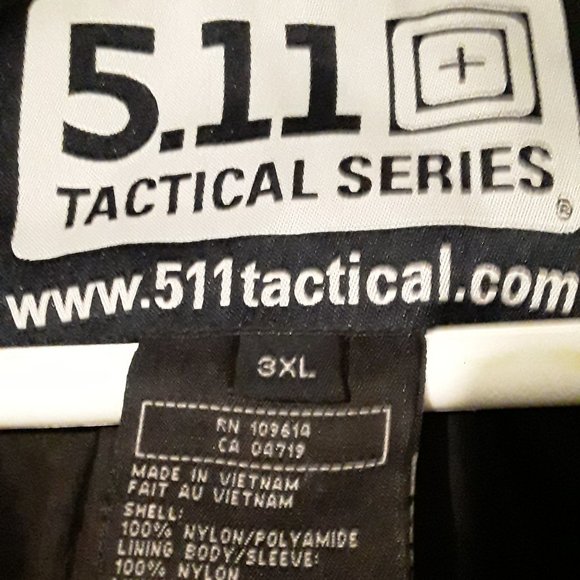 5.11
TACTICAL SERIES
®
www.511tactical.com
3XL
RN 109614
CA 04719
MADE IN VIETNAM
FAIT AU VIETNAM
SHELL:
100% NYLON/POLYAMIDE
LINING BODY/SLEEVE:
100% NYLON